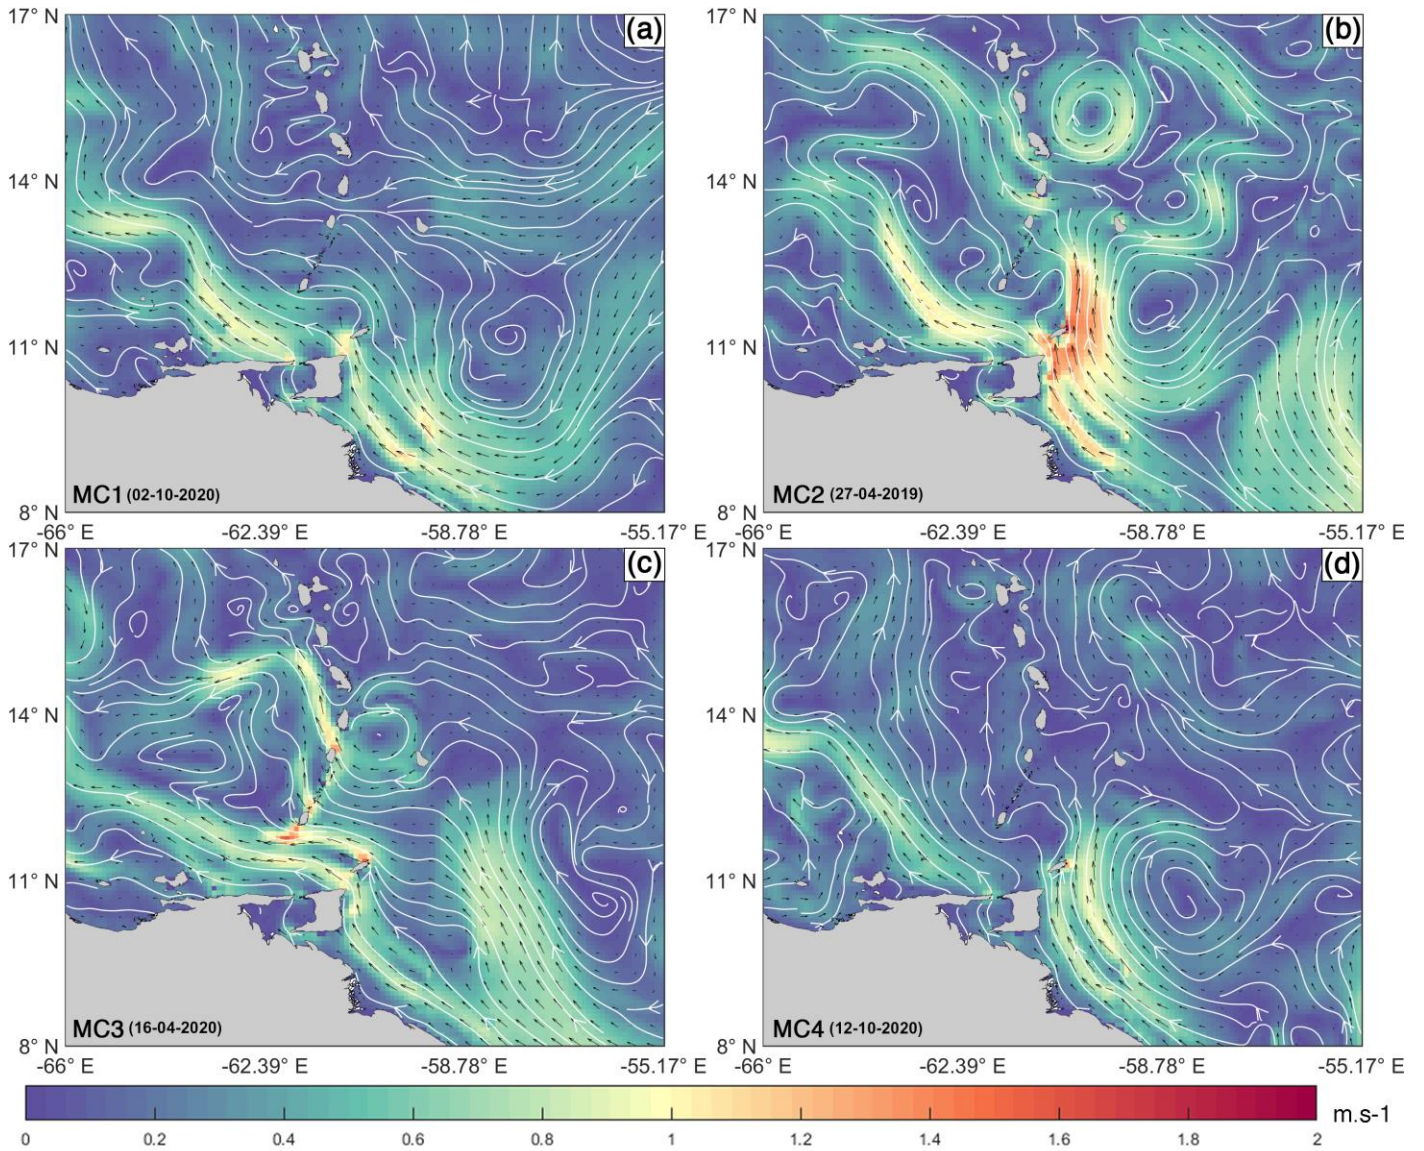 17° N
14° N
11° N
8° N
(a)
MC1 (02-10-2020)
-66° E
-62.39° E
-58.78° E
-55.17° E
17° N
14° N
11° N
8° N
(b)
MC2 (27-04-2019)
-66° E
-62.39° E
-58.78° E
-55.17° E
17° N
14° N
11° N
8° N
(c)
MC3 (16-04-2020)
-66° E
-62.39° E
-58.78° E
-55.17° E
17° N
14° N
11° N
8° N
(d)
MC4 (12-10-2020)
-66° E
-62.39° E
-58.78° E
-55.17° E
0 0.2 0.4 0.6 0.8 1 1.2 1.4 1.6 1.8 2
m.s-1